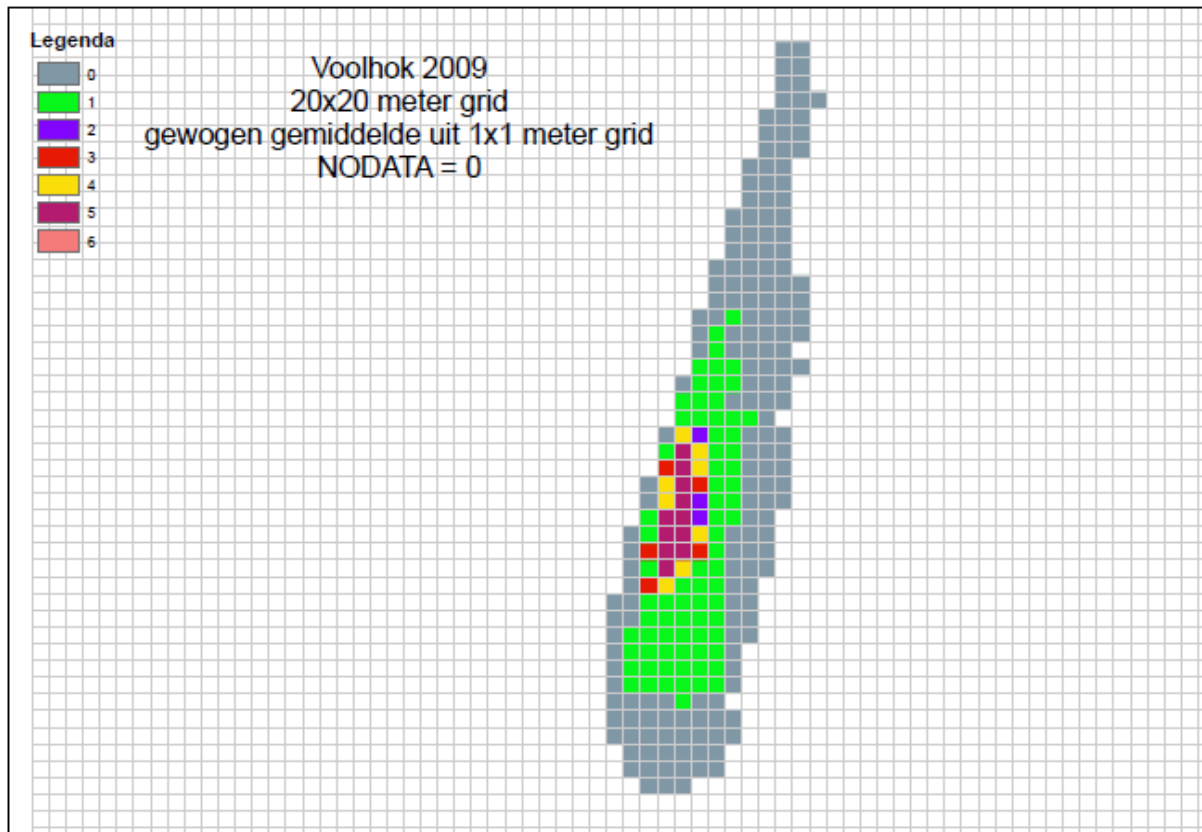 Legenda
0
1
2
3
4
5
6
Voolhok 2009
20x20 meter grid
gewogen gemiddelde uit 1x1 meter grid
NODATA = 0